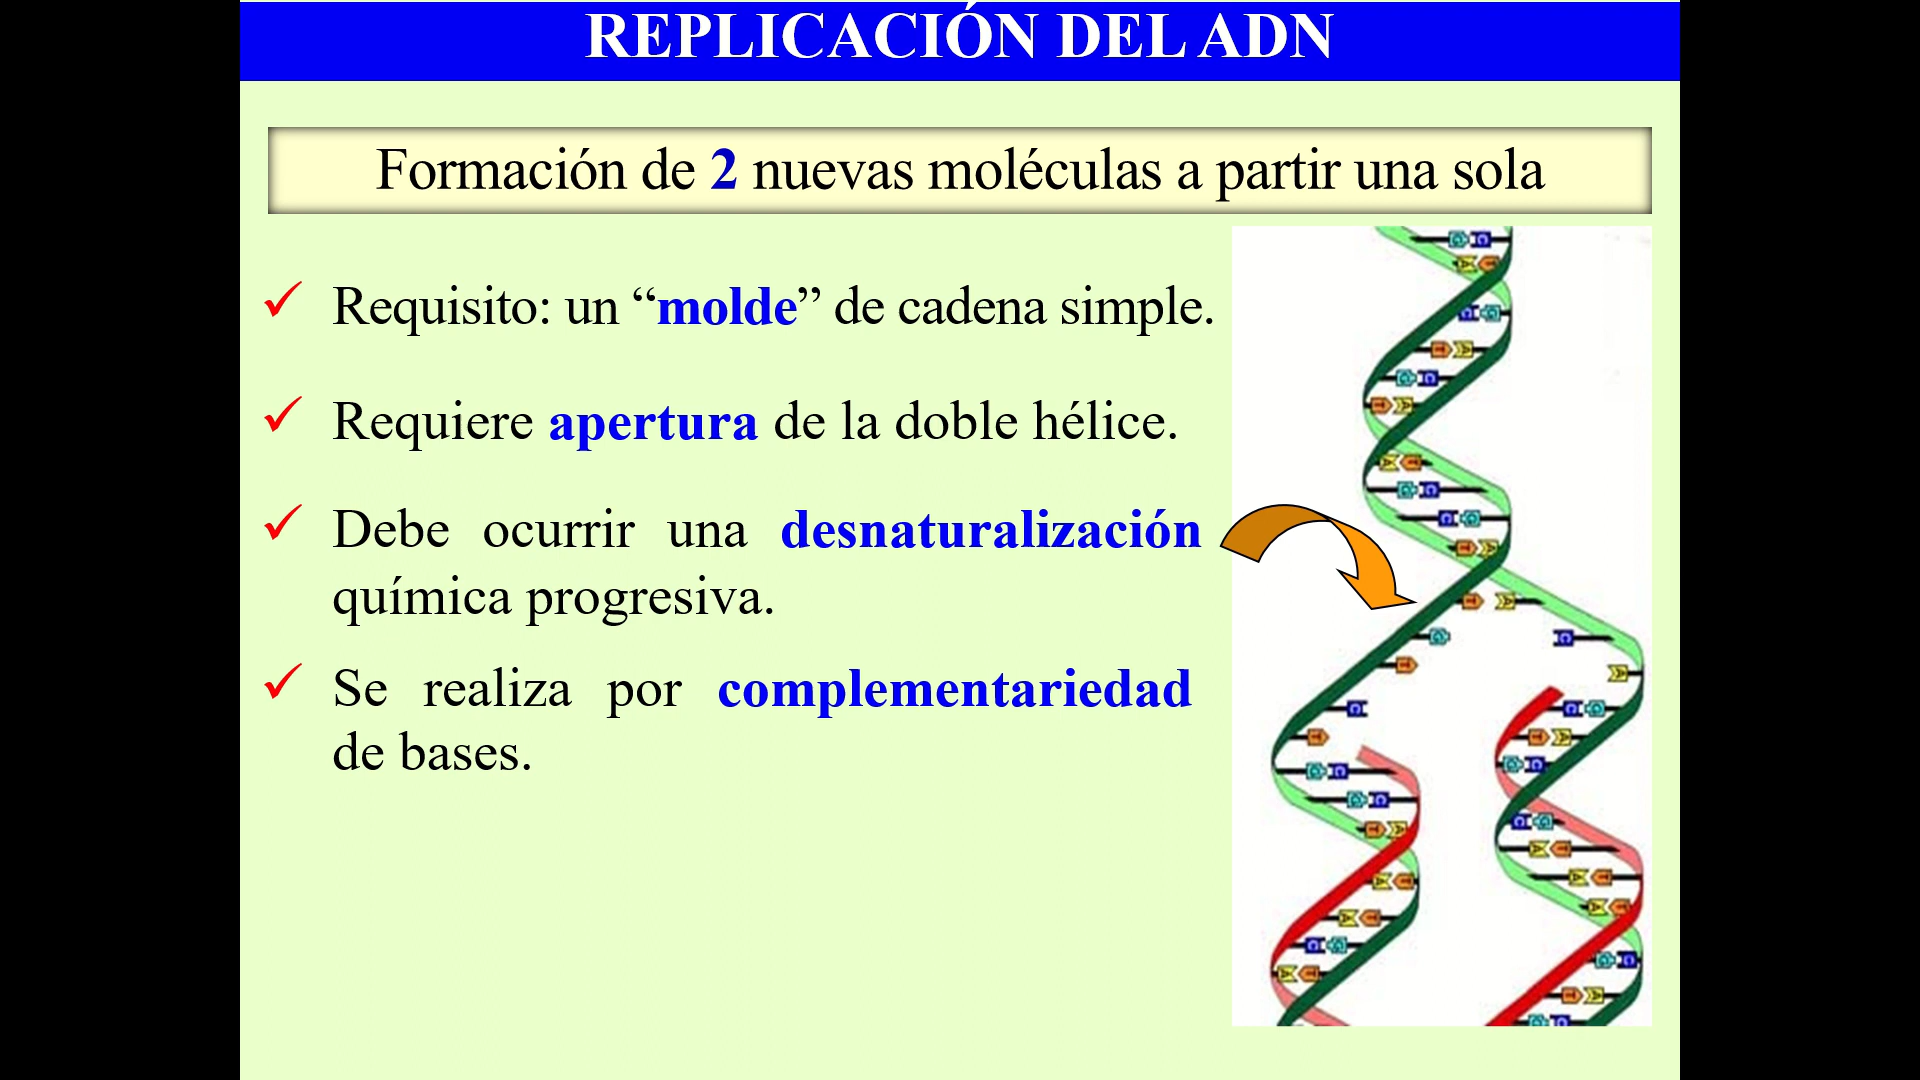 REPLICACIÓN DEL ADN
Formación de 2 nuevas moléculas a partir una sola
Requisito: un “molde” de cadena simple.
Requiere apertura de la doble hélice.
Debe ocurrir una desnaturalización
química progresiva.
Se realiza por complementariedad
de bases.